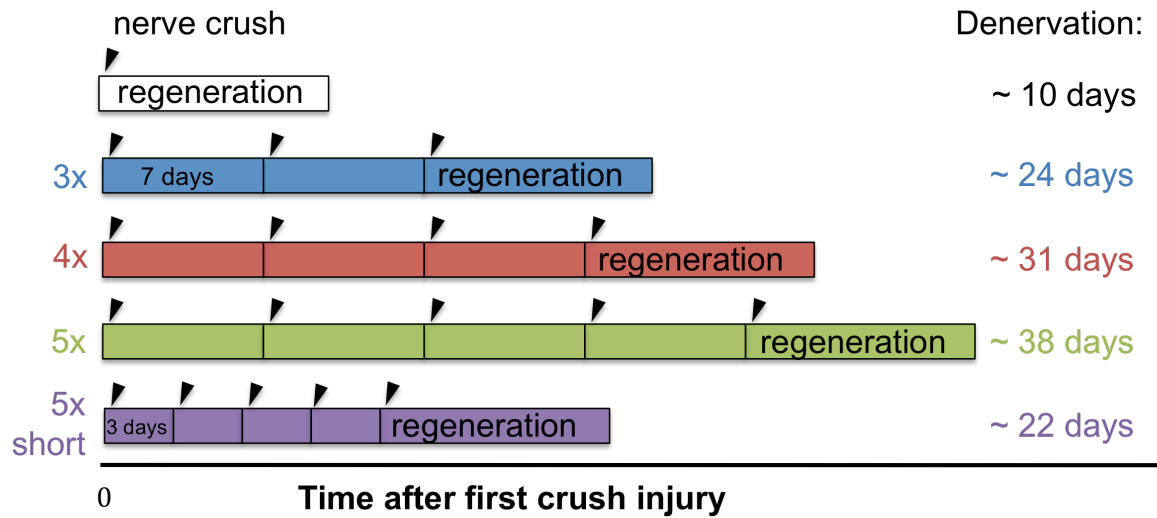 nerve crush
Denervation:
regeneration
~ 10 days
3x
7 days
regeneration
~ 24 days
4x
regeneration
~ 31 days
5x
regeneration
~ 38 days
5x
short
3 days
regeneration
~ 22 days
0
Time after first crush injury